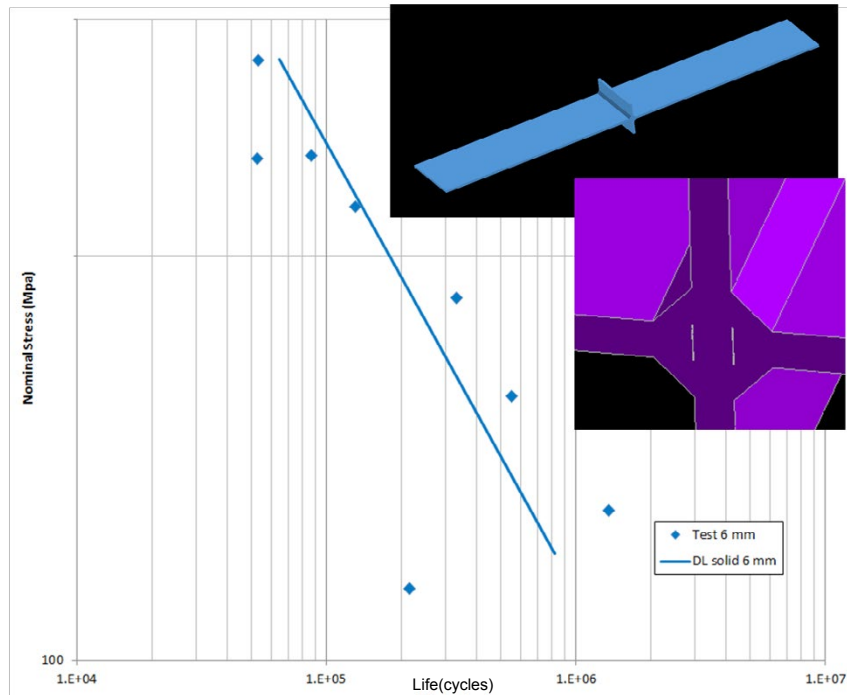 Nominal Stress (Mpa)
Test 6 mm
DL solid 6 mm
100
1.E+04
1.E+05
1.E+06
1.E+07
Life(cycles)